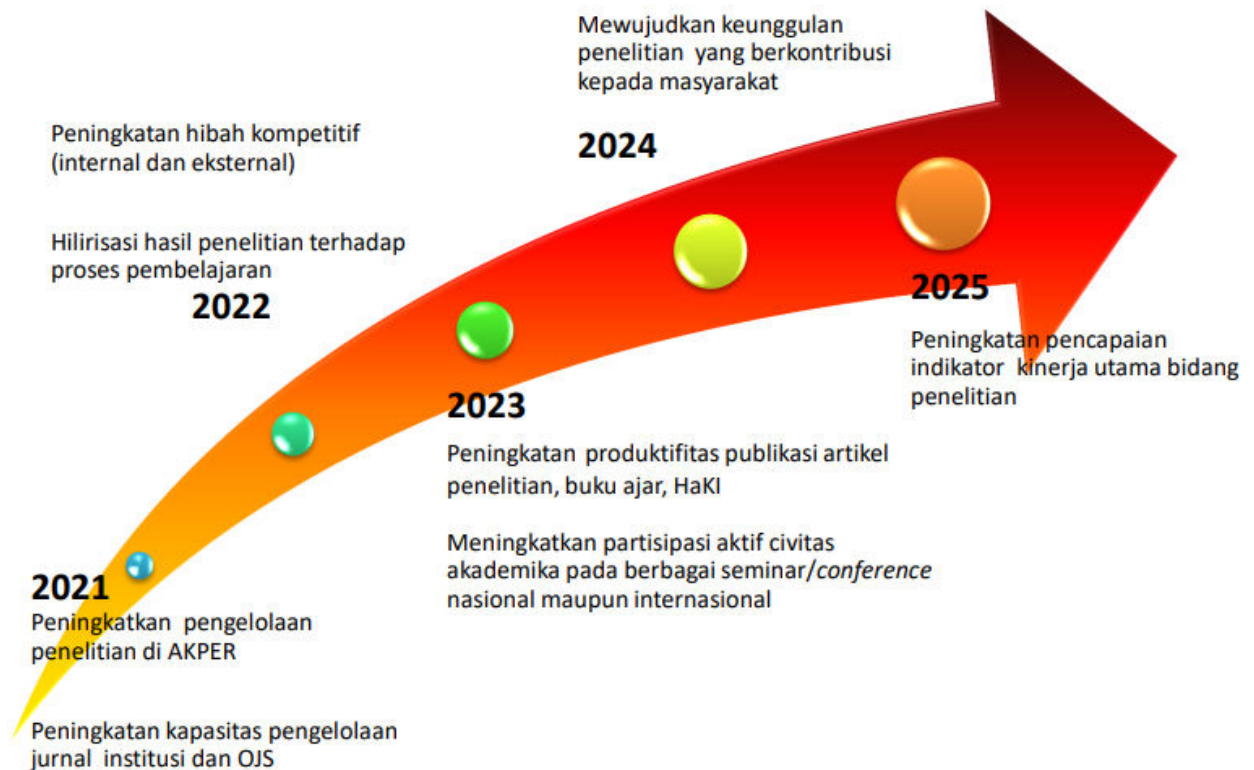 Mewujudkan keunggulan
penelitian yang berkontribusi
kepada masyarakat
2024
Peningkatan hibah kompetitif
(internal dan eksternal)
Hilirisasi hasil penelitian terhadap
proses pembelajaran
2022
2025
Peningkatan pencapaian
indikator kinerja utama bidang
penelitian
2023
Peningkatan produktifitas publikasi artikel
penelitian, buku ajar, HaKI
Meningkatkan partisipasi aktif civitas
akademika pada berbagai seminar/conference
nasional maupun internasional
2021
Peningkatkan pengelolaan
penelitian di AKPER
Peningkatan kapasitas pengelolaan
jurnal institusi dan OJS